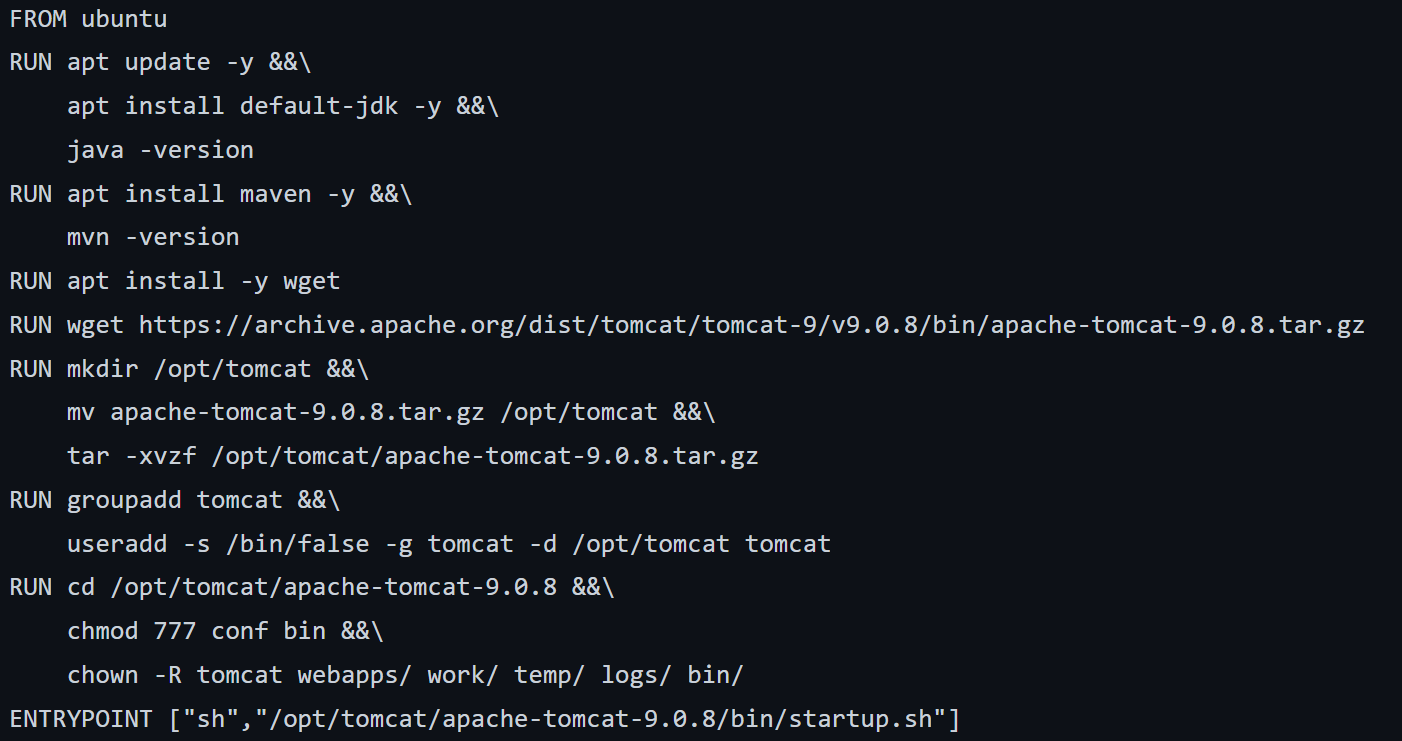 FROM ubuntu
RUN apt update -y &&\
    apt install default-jdk -y &&\
    java -version
RUN apt install maven -y &&\
    mvn -version
RUN apt install -y wget
RUN wget https://archive.apache.org/dist/tomcat/tomcat-9/v9.0.8/bin/apache-tomcat-9.0.8.tar.gz
RUN mkdir /opt/tomcat &&\
    mv apache-tomcat-9.0.8.tar.gz /opt/tomcat &&\
    tar -xvzf /opt/tomcat/apache-tomcat-9.0.8.tar.gz
RUN groupadd tomcat &&\
    useradd -s /bin/false -g tomcat -d /opt/tomcat tomcat
RUN cd /opt/tomcat/apache-tomcat-9.0.8 &&\
    chmod 777 conf bin &&\
    chown -R tomcat webapps/ work/ temp/ logs/ bin/
ENTRYPOINT ["sh","/opt/tomcat/apache-tomcat-9.0.8/bin/startup.sh"]